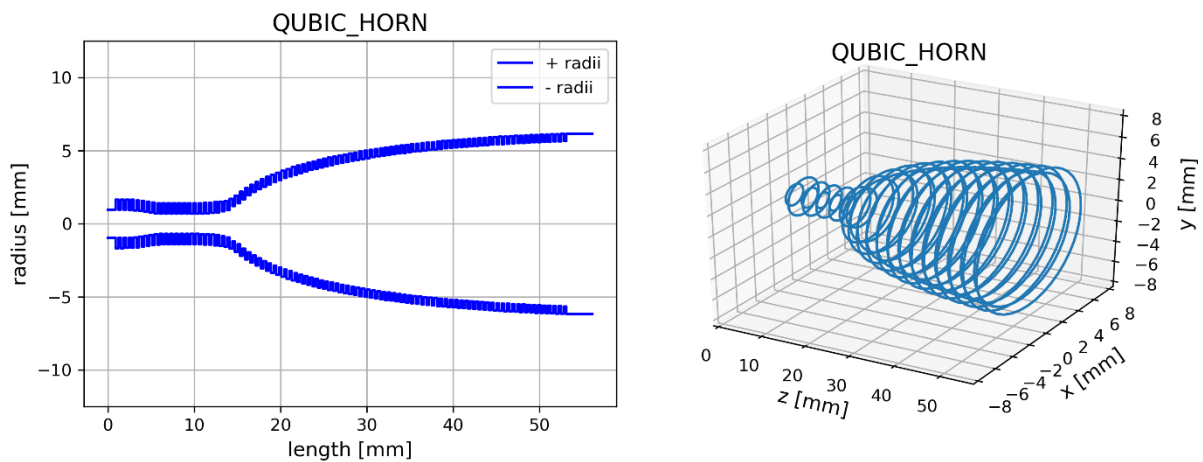 QUBIC_HORN
+ radii
- radii
10
5
0
−5
−10
radius [mm]
0 10 20 30 40 50
length [mm]
QUBIC_HORN
8
6
4
2
0
−2
−4
−6
−8
y [mm]
0 10 20 30 40 50
z [mm]
−8 −6 −4 −2 0 2 4 6 8
x [mm]